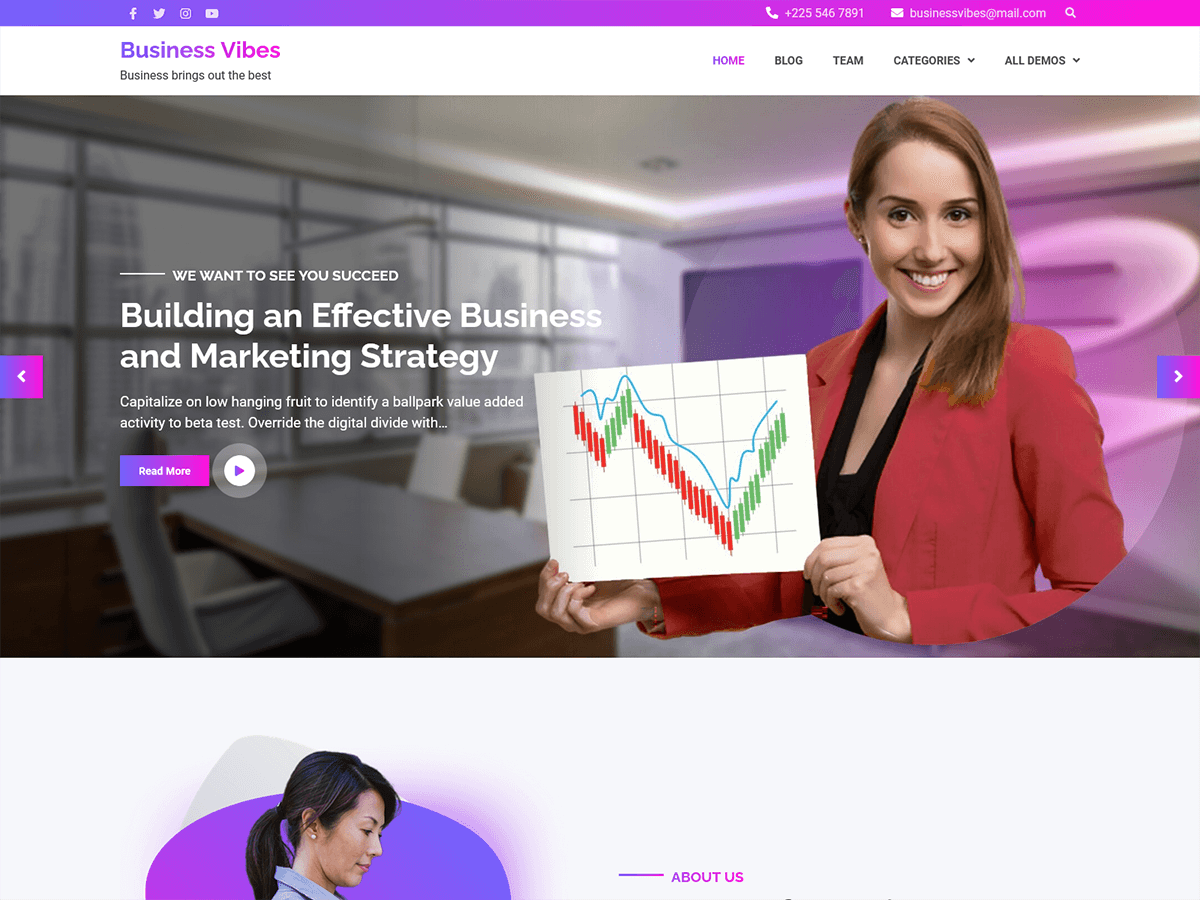 +225 546 7891 businessvibes@mail.com
Business Vibes
Business brings out the best
HOME BLOG TEAM CATEGORIES ALL DEMOS
WE WANT TO SEE YOU SUCCEED
Building an Effective Business
and Marketing Strategy
Capitalize on low hanging fruit to identify a ballpark value added
activity to beta test. Override the digital divide with...
Read More
ABOUT US